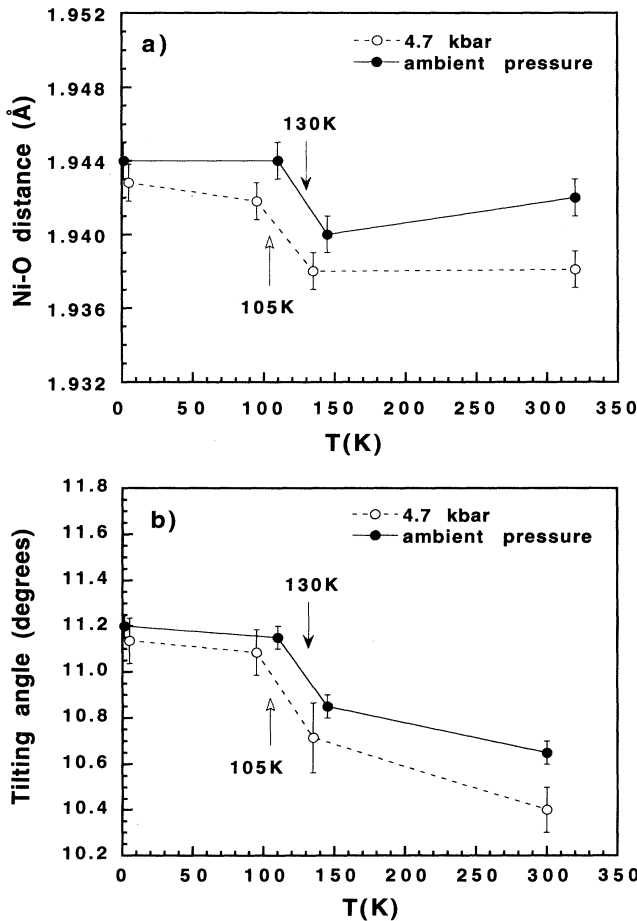 1.952
a)
4.7 kbar
ambient pressure
1.948
130K
1.944
1.940
105K
1.936
1.932
Ni-O distance (Å)
0 50 100 150 200 250 300 350
T(K)
11.8
b)
4.7 kbar
ambient pressure
11.6
11.4
130K
11.2
11.0
10.8
105K
10.6
10.4
10.2
Tilting angle (degrees)
0 50 100 150 200 250 300 350
T(K)